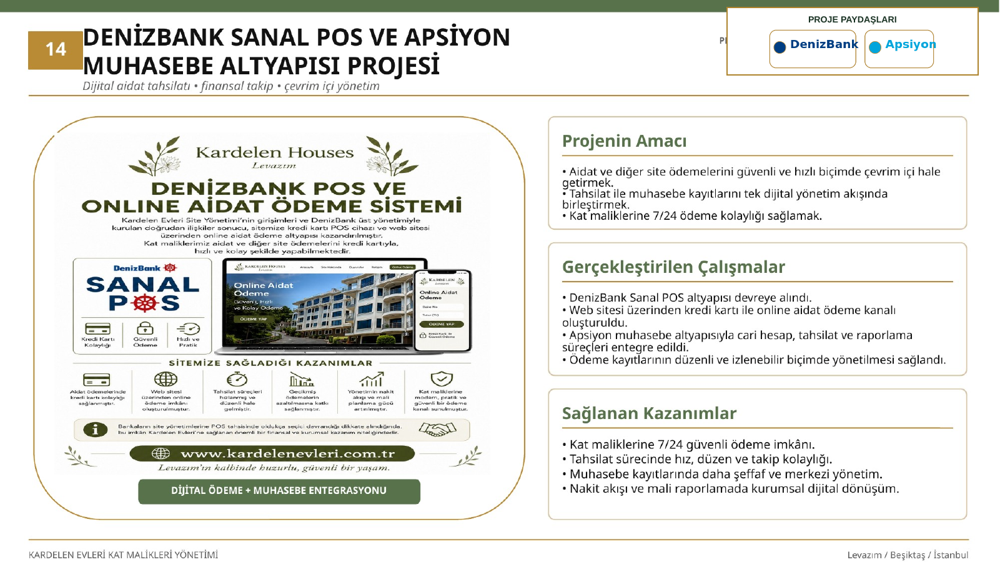 14
DENİZBANK SANAL POS VE APSİYON
MUHASEBE ALTYAPISI PROJESİ
Dijital aidat tahsilatı • finansal takip • çevrim içi yönetim
PROJE PAYDAŞLARI
DenizBank
Apsiyon
Kardelen Houses
Levazım
DENİZBANK POS VE
ONLINE AİDAT ÖDEME SİSTEMİ
Kardelen Evleri Site Yönetimi'nin girişimleri ve DenizBank üst yönetimiyle
kurulan doğrudan ilişkiler sonucu, sitemize kredi kartı POS cihazı ve web sitesi
üzerinden online aidat ödeme altyapısı kazandırılmıştır.
Kat maliklerimiz aidat ve diğer site ödemelerini kredi kartıyla,
hızlı ve kolay şekilde yapabilmektedir.
DenizBank
SANAL
POS
Kredi Kartı
Kolaylığı
Güvenli
Ödeme
Hızlı ve
Pratik
KARDELEN HOUSES
Levazım
Anasayfa
Site Hakkında
Duyurular
İletişim
Online Ödeme
Online Aidat
Ödeme
Güvenli, Hızlı
ve Kolay Ödeme
ÖDEME YAP
KARDELEN
Online Aidat
Ödeme
Daire No
ÖDEME YAP
Kredi Kartı ile
Güvenli Ödeme
SİTEMİZE SAĞLADIĞI KAZANIMLAR
Aidat ödemelerinde
kredi kartı kolaylığı
sağlanmıştır.
Web sitesi
üzerinden online
ödeme imkânı
oluşturulmuştur.
Tahsilat süreçleri
hızlanmış ve
düzenli hale
gelmiştir.
Gecikmiş
ödemelerin
azaltılmasına katkı
sağlanmıştır.
Yönetimin nakit
akışı ve mali
planlama gücü
artırılmıştır.
Kat maliklerine
modern, pratik ve
güvenli bir ödeme
kanalı sunulmuştur.
Bankaların site yönetimlerine POS tahsisinde oldukça seçici davrandığı dikkate alındığında,
bu imkân Kardelen Evleri'ne sağlanan önemli bir finansal ve kurumsal kazanım niteliğindedir.
www.kardelenevleri.com.tr
Levazım'ın kalbinde huzurlu, güvenli bir yaşam.
DİJİTAL ÖDEME + MUHASEBE ENTEGRASYONU
Projenin Amacı
• Aidat ve diğer site ödemelerini güvenli ve hızlı biçimde çevrim içi hale
getirmek.
• Tahsilat ile muhasebe kayıtlarını tek dijital yönetim akışında
birleştirmek.
• Kat maliklerine 7/24 ödeme kolaylığı sağlamak.
Gerçekleştirilen Çalışmalar
• DenizBank Sanal POS altyapısı devreye alındı.
• Web sitesi üzerinden kredi kartı ile online aidat ödeme kanalı
oluşturuldu.
• Apsiyon muhasebe altyapısıyla cari hesap, tahsilat ve raporlama
süreçleri entegre edildi.
• Ödeme kayıtlarının düzenli ve izlenebilir biçimde yönetilmesi sağlandı.
Sağlanan Kazanımlar
• Kat maliklerine 7/24 güvenli ödeme imkânı.
• Tahsilat sürecinde hız, düzen ve takip kolaylığı.
• Muhasebe kayıtlarında daha şeffaf ve merkezi yönetim.
• Nakit akışı ve mali raporlamada kurumsal dijital dönüşüm.
KARDELEN EVLERİ KAT MALİKLERİ YÖNETİMİ
Levazım / Beşiktaş / İstanbul